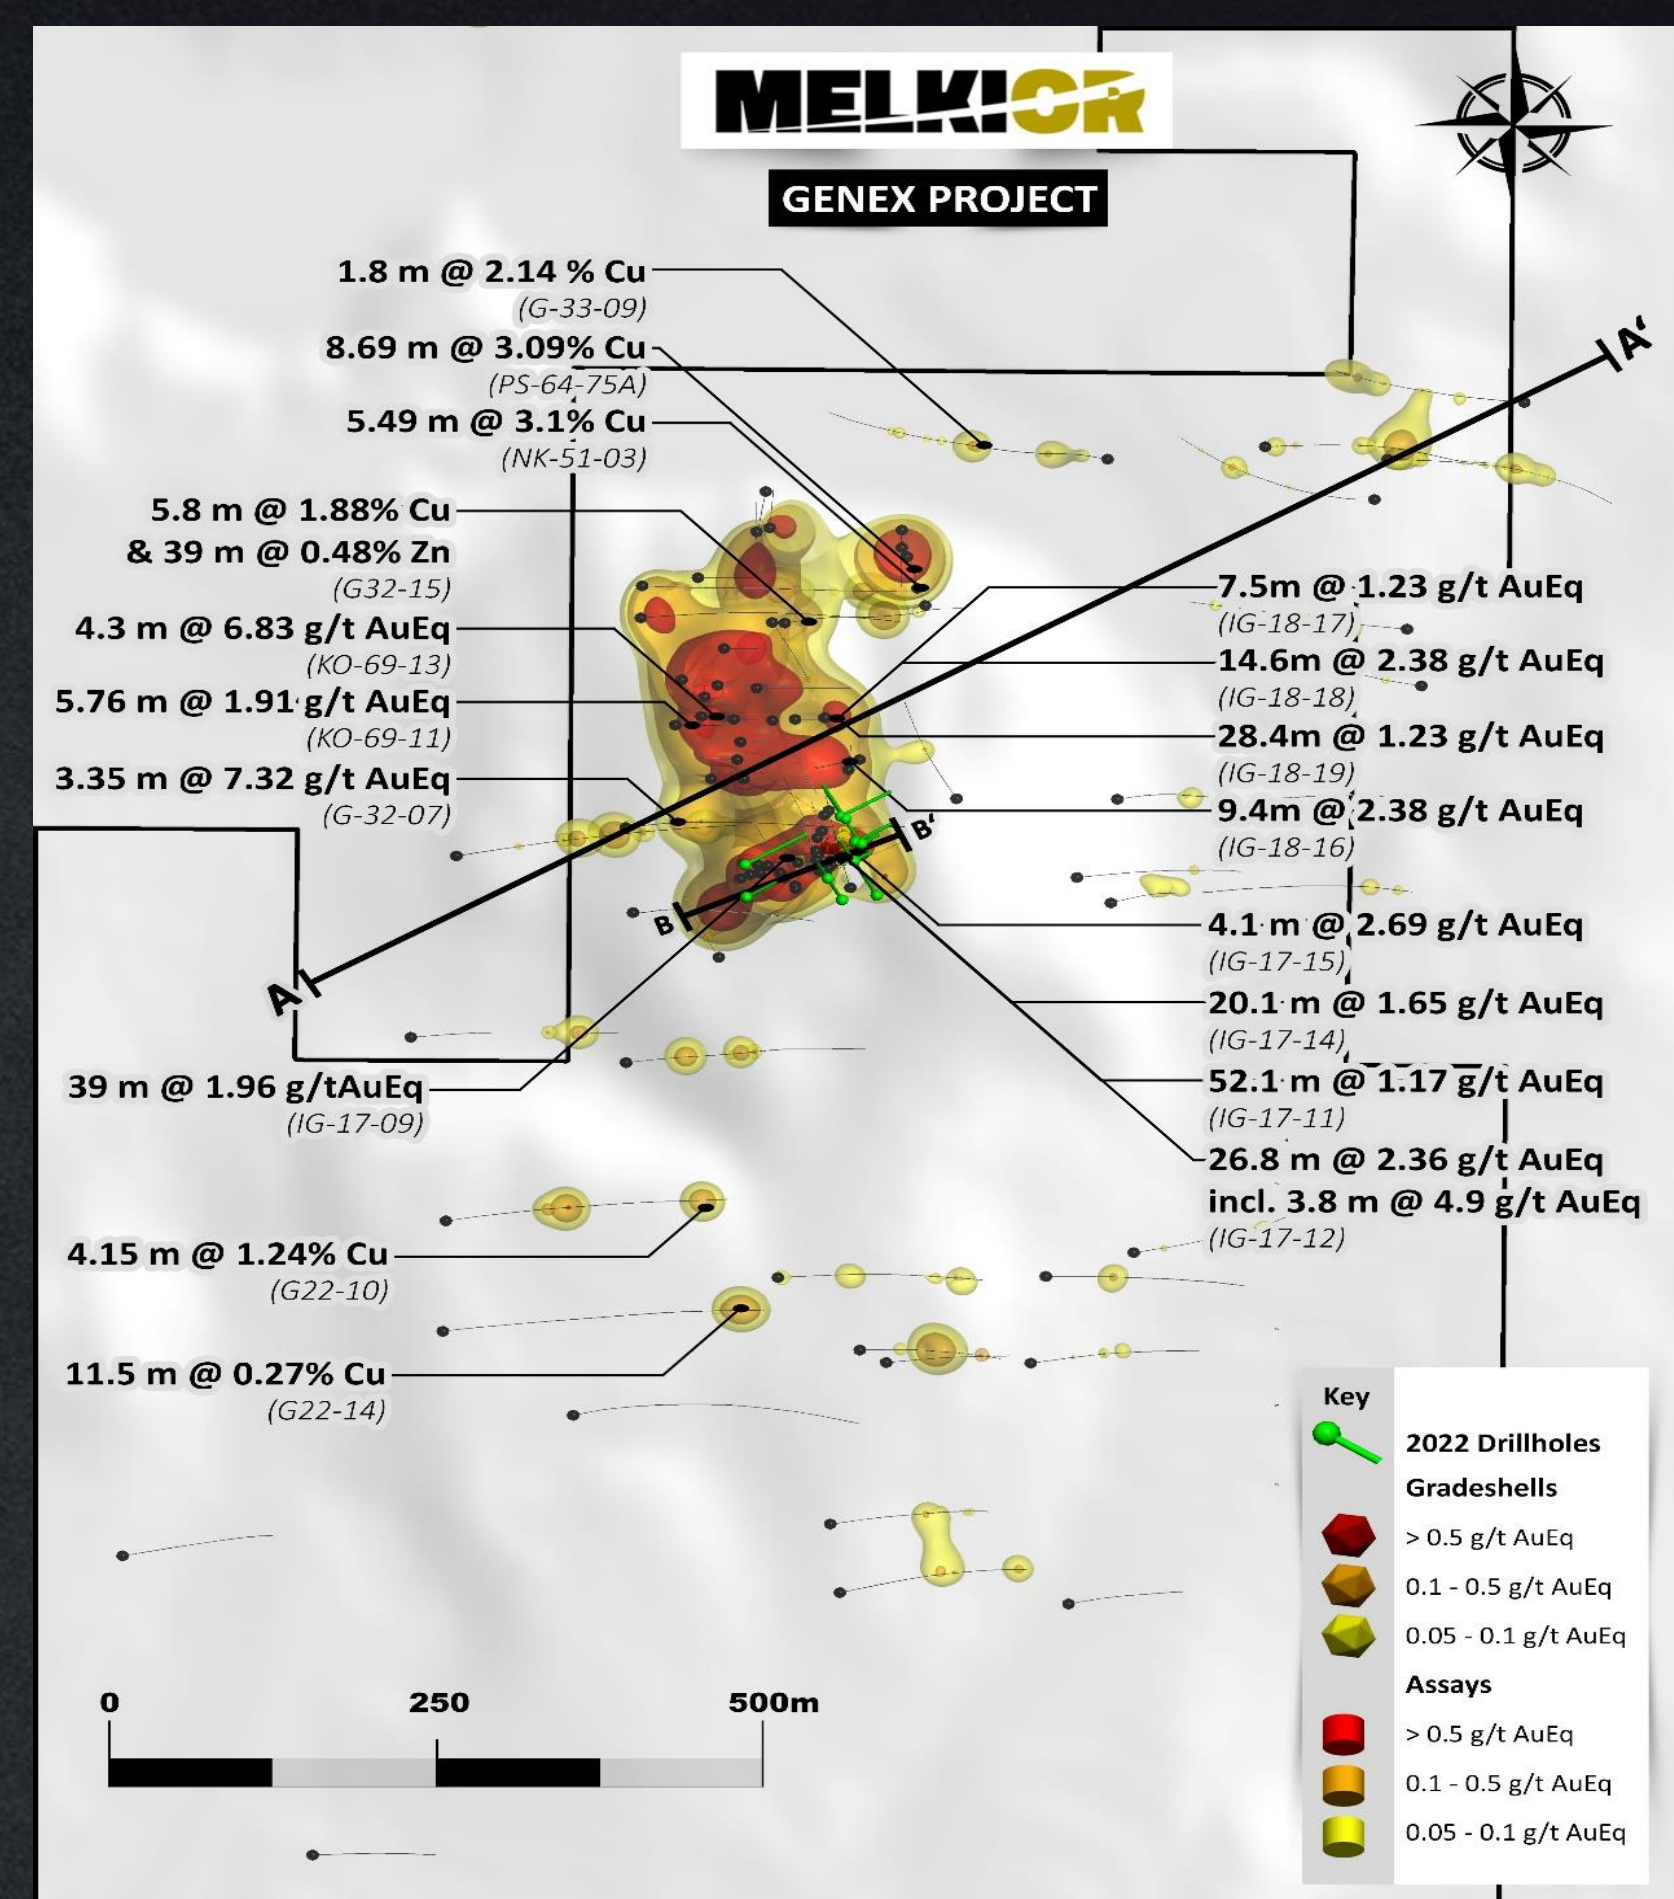 MELKIOR
GENEX PROJECT
1.8 m @ 2.14 % Cu
(G-33-09)
8.69 m @ 3.09% Cu
(PS-64-75A)
5.49 m @ 3.1% Cu
(NK-51-03)
5.8 m @ 1.88% Cu
& 39 m @ 0.48% Zn
(G32-15)
4.3 m @ 6.83 g/t AuEq
(KO-69-13)
5.76 m @ 1.91 g/t AuEq
(KO-69-11)
3.35 m @ 7.32 g/t AuEq
(G-32-07)
A'
7.5m @ 1.23 g/t AuEq
(IG-18-17)
14.6m @ 2.38 g/t AuEq
(IG-18-18)
28.4m @ 1.23 g/t AuEq
(IG-18-19)
9.4m @ 2.38 g/t AuEq
(IG-18-16)
B'
B
A
4.1 m @ 2.69 g/t AuEq
(IG-17-15)
20.1 m @ 1.65 g/t AuEq
(IG-17-14)
52.1 m @ 1.17 g/t AuEq
(IG-17-11)
26.8 m @ 2.36 g/t AuEq
incl. 3.8 m @ 4.9 g/t AuEq
(IG-17-12)
39 m @ 1.96 g/tAuEq
(IG-17-09)
4.15 m @ 1.24% Cu
(G22-10)
11.5 m @ 0.27% Cu
(G22-14)
Key
2022 Drillholes
Gradeshells
> 0.5 g/t AuEq
0.1 - 0.5 g/t AuEq
0.05 - 0.1 g/t AuEq
Assays
> 0.5 g/t AuEq
0.1 - 0.5 g/t AuEq
0.05 - 0.1 g/t AuEq
0 250 500m